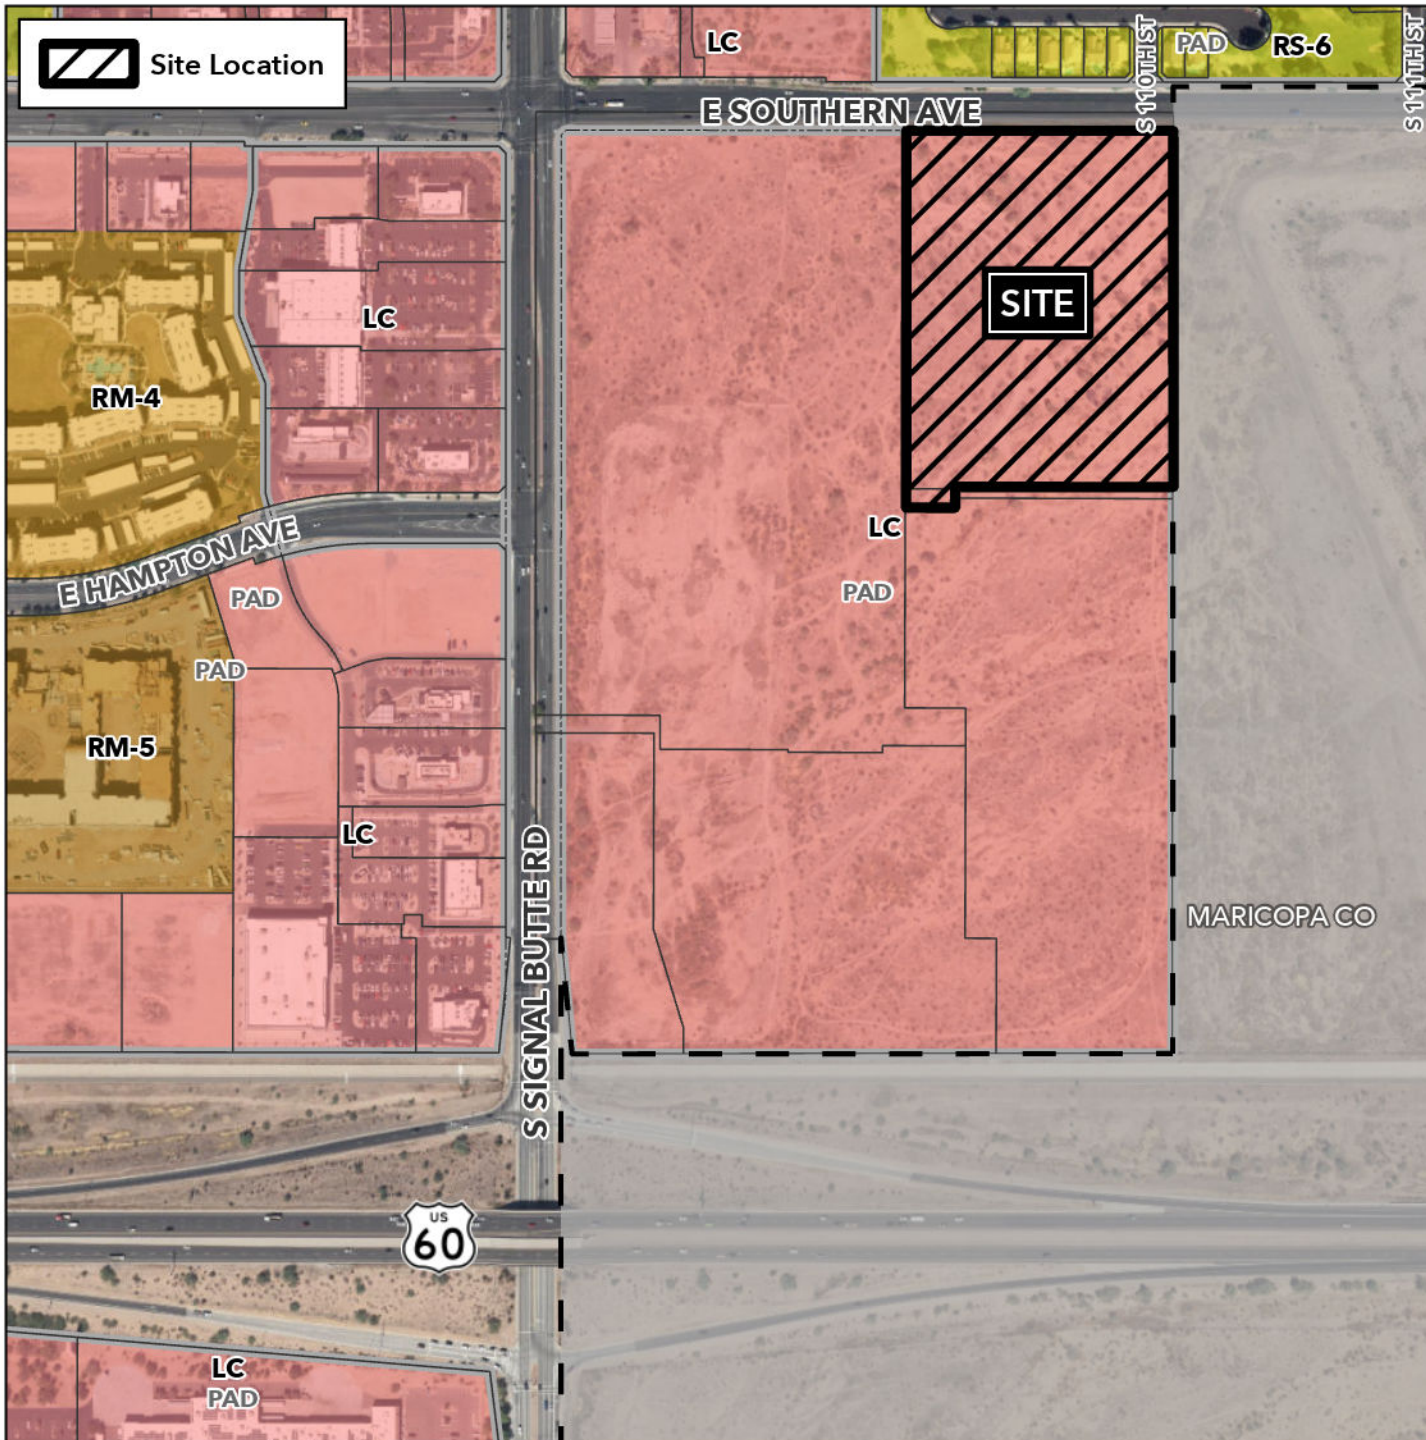 LC
PAD
RS-6
S 110TH ST
S 111TH ST
Site Location
E SOUTHERN AVE
SITE
LC
RM-4
LC
E HAMPTON AVE
PAD
PAD
PAD
RM-5
LC
S SIGNAL BUTTE RD
MARICOPA CO
US
60
LC
PAD